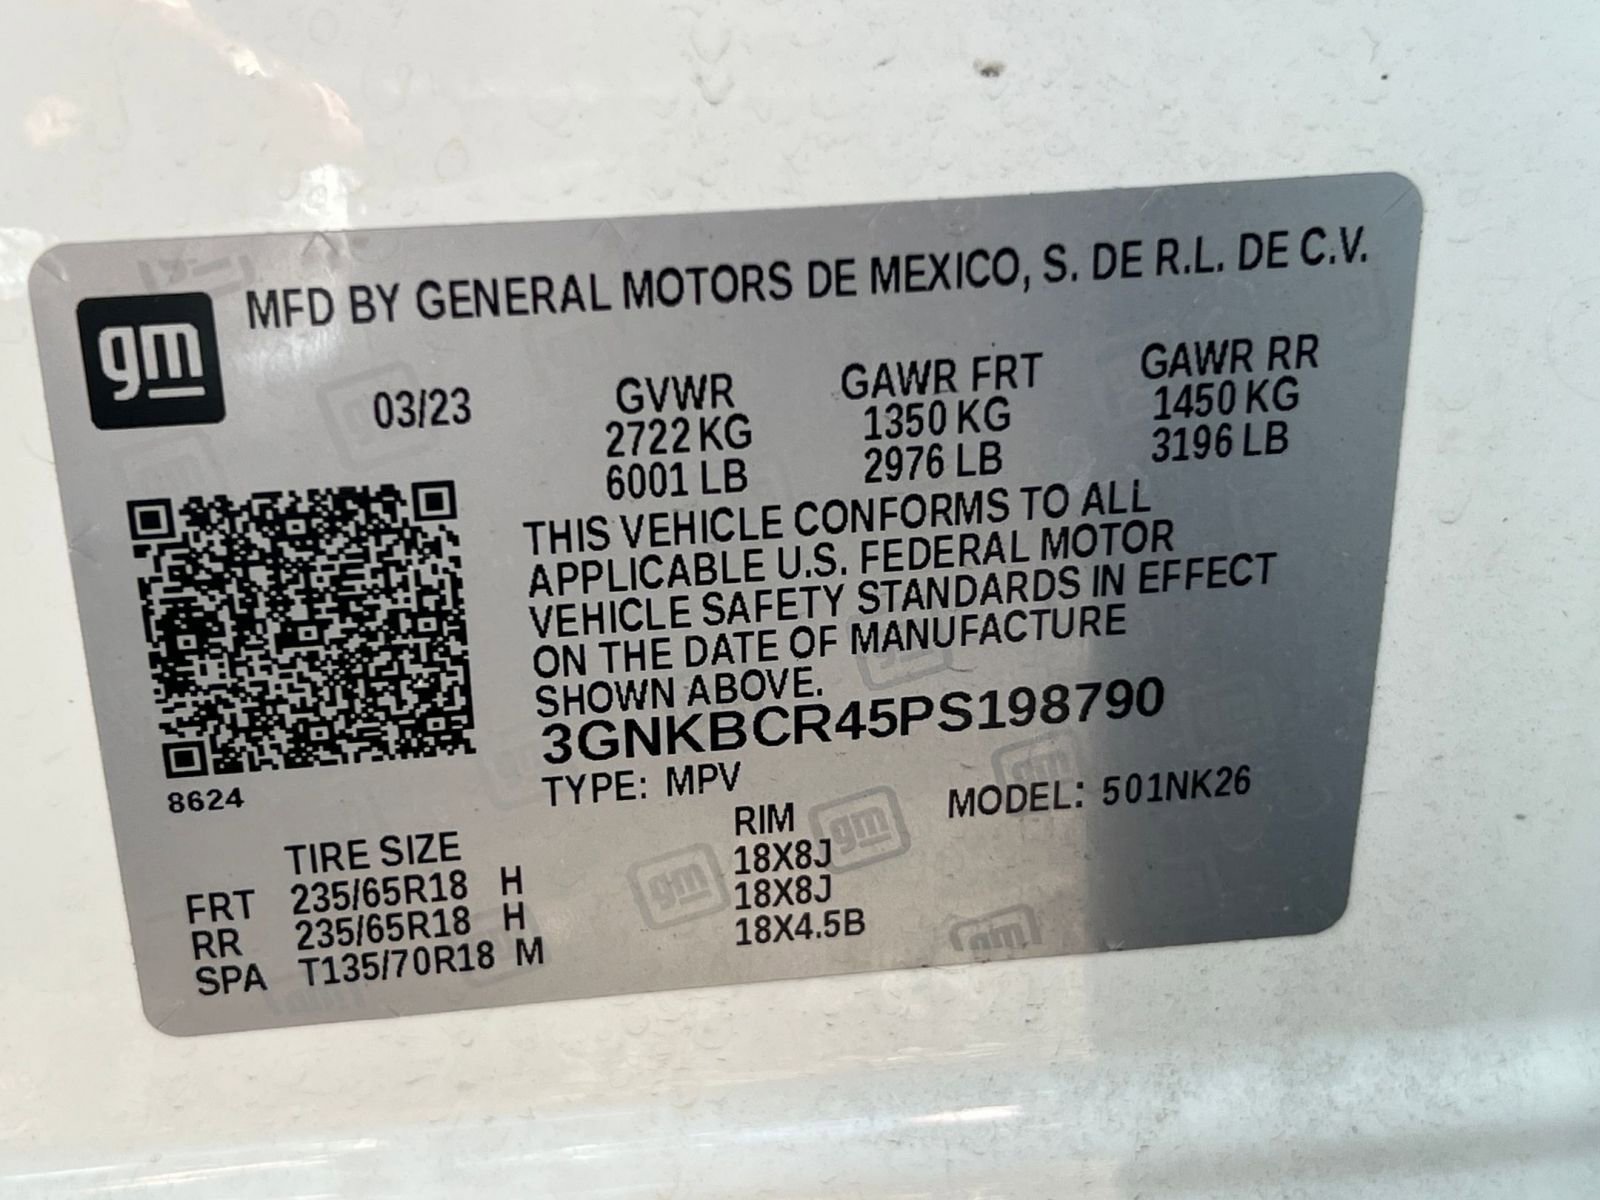 gm
MFD BY GENERAL MOTORS DE MEXICO, S. DE R.L. DE C.V.
03/23
GVWR GAWR FRT GAWR RR
2722 KG 1350 KG 1450 KG
6001 LB 2976 LB 3196 LB
THIS VEHICLE CONFORMS TO ALL
APPLICABLE U.S. FEDERAL MOTOR
VEHICLE SAFETY STANDARDS IN EFFECT
ON THE DATE OF MANUFACTURE
SHOWN ABOVE.
3GNKBCR45PS198790
8624
TYPE: MPV MODEL: 501NK26
TIRE SIZE RIM
FRT 235/65R18 H 18X8J
RR 235/65R18 H 18X8J
SPA T135/70R18 M 18X4.5B